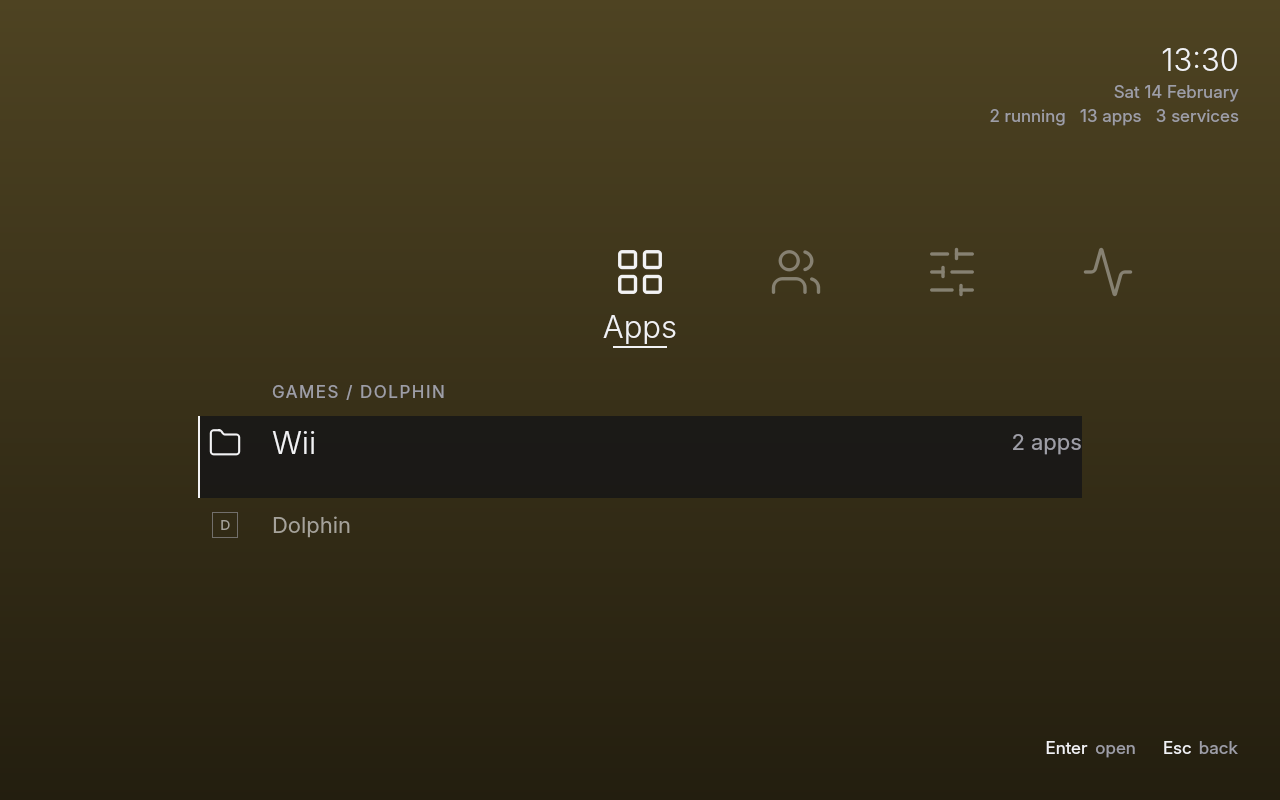 13:30
Sat 14 February
2 running 13 apps 3 services
Apps
GAMES / DOLPHIN
Wii 2 apps
D Dolphin
Enter open Esc back